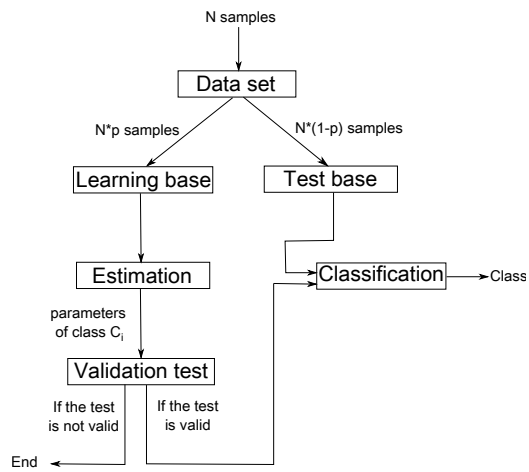 N samples
Data set
N*p samples
N*(1-p) samples
Learning base
Test base
Estimation
Classification
Class
parameters
of class Ci
Validation test
If the test
is not valid
If the test
is valid
End